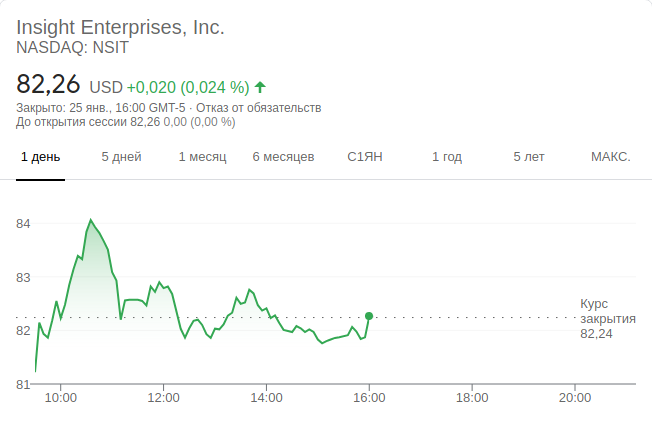 Insight Enterprises, Inc.
NASDAQ: NSIT
82,26 USD +0,020 (0,024 %)
Закрыто: 25 янв., 16:00 GMT-5 · Отказ от обязательств
До открытия сессии 82,26 0,00 (0,00 %)
1 день 5 дней 1 месяц 6 месяцев С1ЯН 1 год 5 лет МАКС.
84
83
Курс
закрытия
82
82,24
81
10:00 12:00 14:00 16:00 18:00 20:00